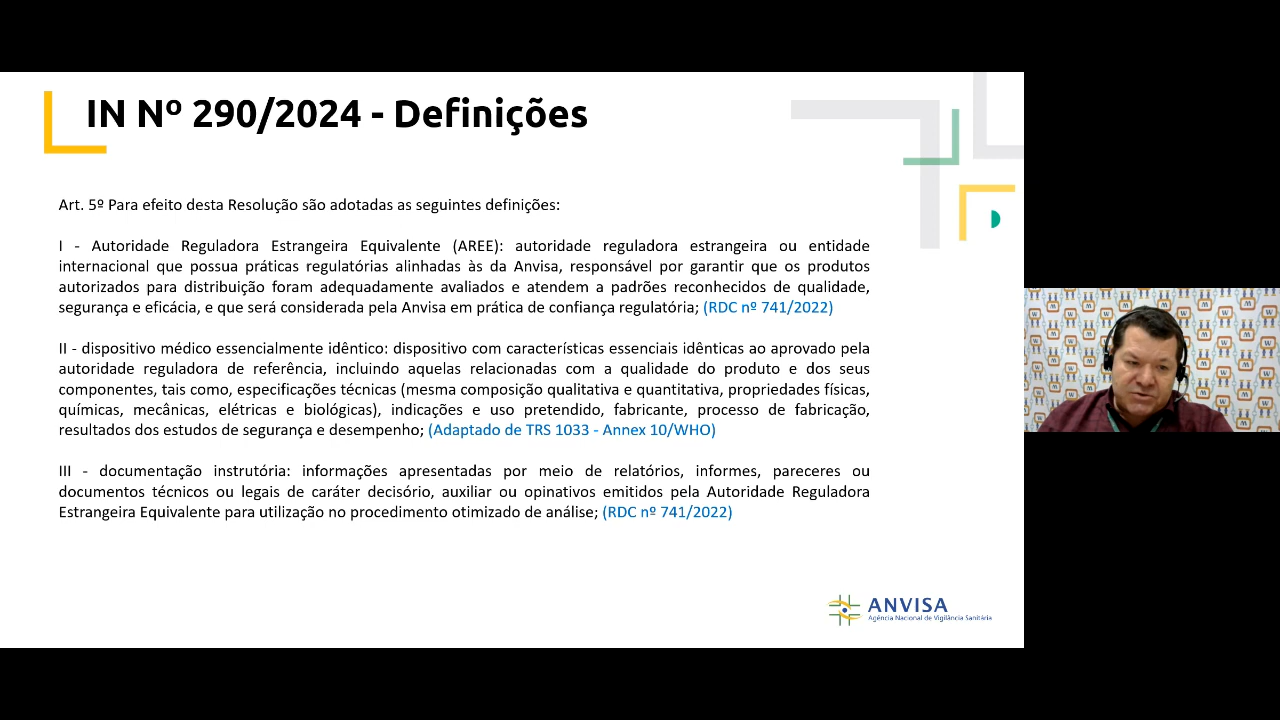 IN Nº 290/2024 - Definições
Art. 5º Para efeito desta Resolução são adotadas as seguintes definições:
I - Autoridade Reguladora Estrangeira Equivalente (AREE): autoridade reguladora estrangeira ou entidade
internacional que possua práticas regulatórias alinhadas às da Anvisa, responsável por garantir que os produtos
autorizados para distribuição foram adequadamente avaliados e atendem a padrões reconhecidos de qualidade,
segurança e eficácia, e que será considerada pela Anvisa em prática de confiança regulatória; (RDC nº 741/2022)
II - dispositivo médico essencialmente idêntico: dispositivo com características essenciais idênticas ao aprovado pela
autoridade reguladora de referência, incluindo aquelas relacionadas com a qualidade do produto e dos seus
componentes, tais como, especificações técnicas (mesma composição qualitativa e quantitativa, propriedades físicas,
químicas, mecânicas, elétricas e biológicas), indicações e uso pretendido, fabricante, processo de fabricação,
resultados dos estudos de segurança e desempenho; (Adaptado de TRS 1033 - Annex 10/WHO)
III - documentação instrutória: informações apresentadas por meio de relatórios, informes, pareceres ou
documentos técnicos ou legais de caráter decisório, auxiliar ou opinativos emitidos pela Autoridade Reguladora
Estrangeira Equivalente para utilização no procedimento otimizado de análise; (RDC nº 741/2022)
ANVISA
Agência Nacional de Vigilância Sanitária